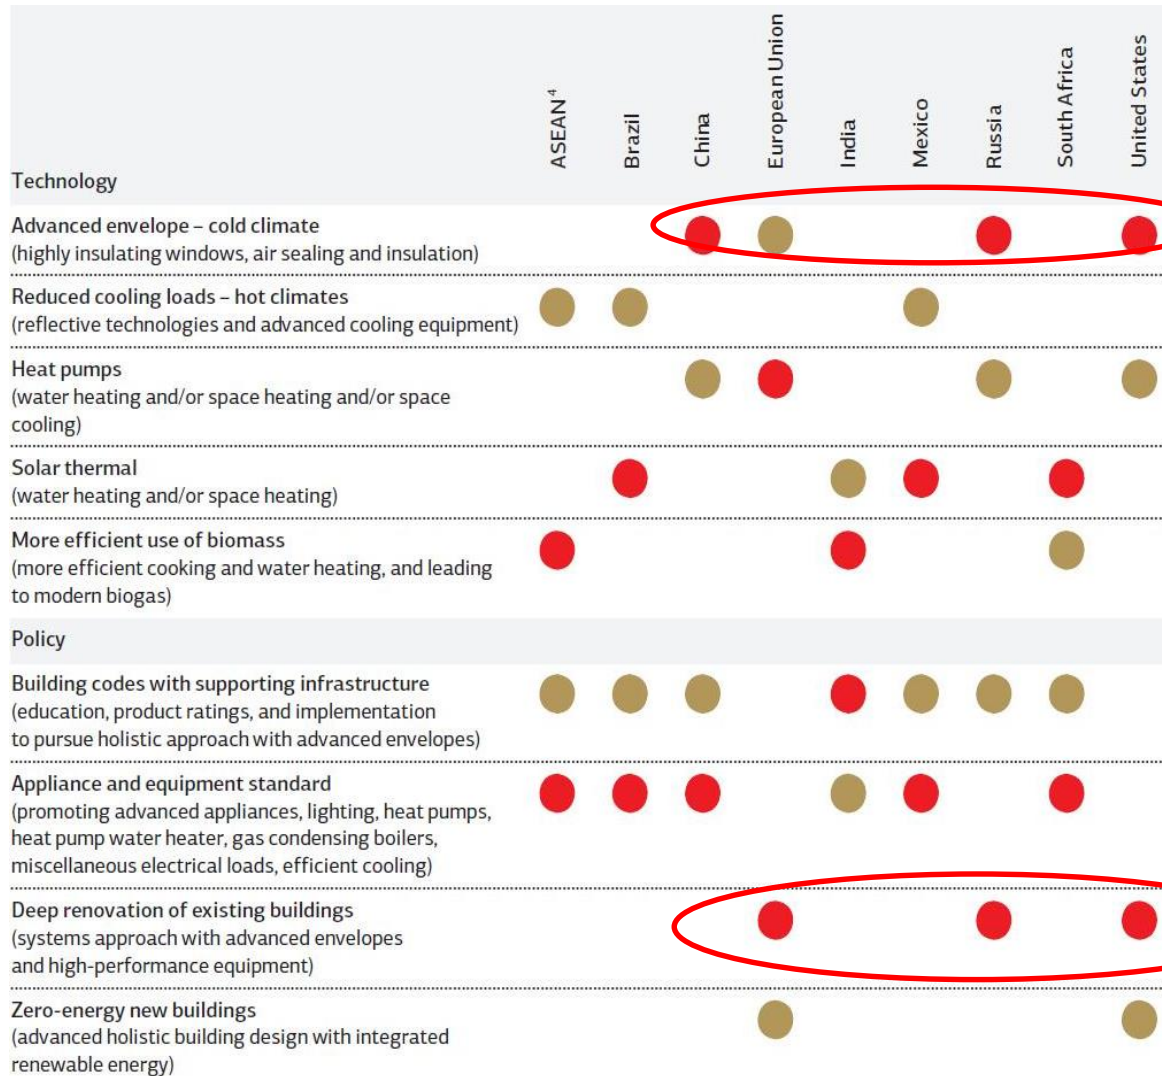 ASEAN⁴
Brazil
China
European Union
India
Mexico
Russia
South Africa
United States
Technology
Advanced envelope – cold climate
(highly insulating windows, air sealing and insulation)
Reduced cooling loads – hot climates
(reflective technologies and advanced cooling equipment)
Heat pumps
(water heating and/or space heating and/or space
cooling)
Solar thermal
(water heating and/or space heating)
More efficient use of biomass
(more efficient cooking and water heating, and leading
to modern biogas)
Policy
Building codes with supporting infrastructure
(education, product ratings, and implementation
to pursue holistic approach with advanced envelopes)
Appliance and equipment standard
(promoting advanced appliances, lighting, heat pumps,
heat pump water heater, gas condensing boilers,
miscellaneous electrical loads, efficient cooling)
Deep renovation of existing buildings
(systems approach with advanced envelopes
and high-performance equipment)
Zero-energy new buildings
(advanced holistic building design with integrated
renewable energy)